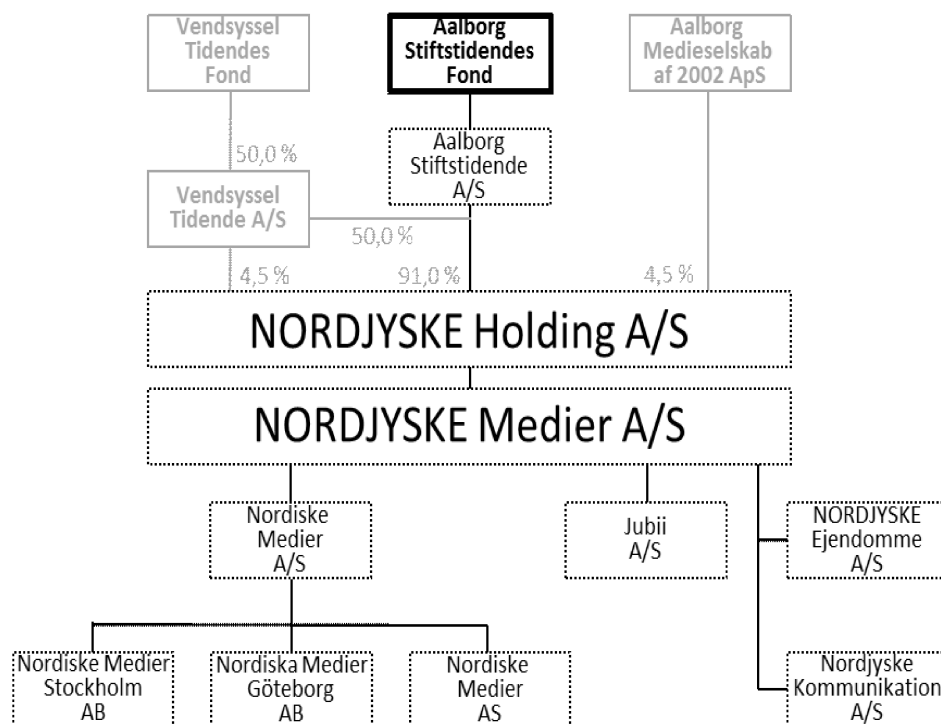 Vendsyssel
Tidendes
Fond
Aalborg
Stiftstidendes
Fond
Aalborg
Medieselskab
af 2002 ApS
50,0 %
Aalborg
Stiftstidende
A/S
Vendsyssel
Tidende A/S
50,0 %
4,5 %
91,0 %
4,5 %
NORDJYSKE Holding A/S
NORDJYSKE Medier A/S
Nordiske
Medier
A/S
Jubii
A/S
NORDJYSKE
Ejendomme
A/S
Nordiske Medier
Stockholm
AB
Nordiska Medier
Göteborg
AB
Nordiske
Medier
AS
Nordjyske
Kommunikation
A/S